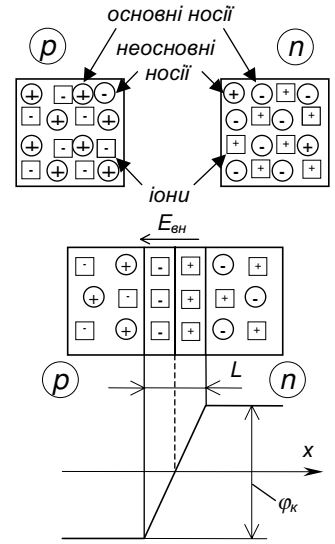 основні носії
p
неосновні
носії
n
іони
Eвн
p
L
n
x
φк